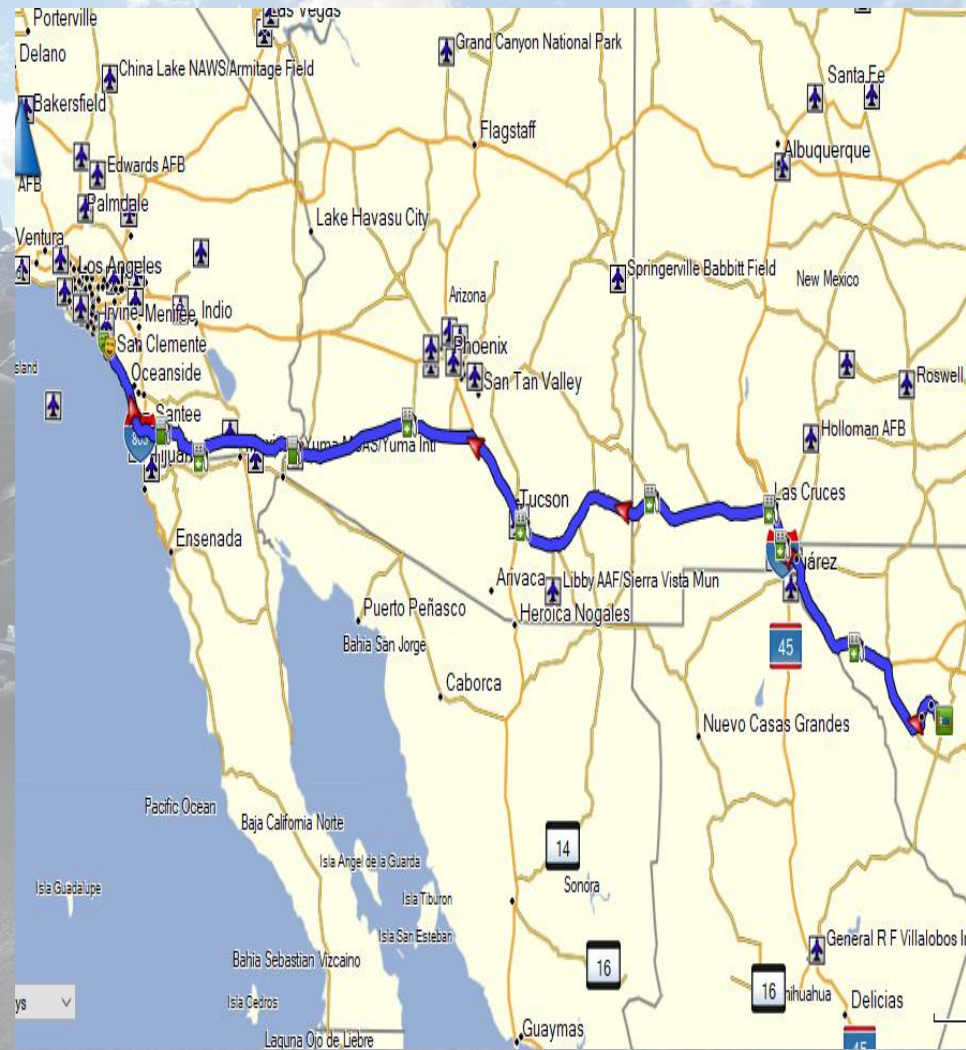 Porterville
Las Vegas
Delano
Grand Canyon National Park
China Lake NAWS/Armitage Field
Santa Fe
Bakersfield
Flagstaff
Albuquerque
Edwards AFB
AFB
Palmdale
Lake Havasu City
Ventura
Los Angeles
Springerville Babbitt Field
New Mexico
Arizona
Irvine
Menifee
Indio
San Clemente
Phoenix
sland
Roswell
San Tan Valley
Oceanside
Santee
Holloman AFB
Yuma MCAS/Yuma Intl
Tucson
Las Cruces
Ensenada
Arivaca
Libby AAF/Sierra Vista Mun
Puerto Peñasco
Heroica Nogales
Bahia San Jorge
45
Caborca
Nuevo Casas Grandes
Pacific Ocean
Baja California Norte
14
Isla Angel de la Guarda
Isla Guadalupe
Isla Tiburon
Sonora
Isla San Esteban
General R F Villalobos In
Bahia Sebastian Vizcaino
16
16
hihuahua
Delicias
ys
Isla Cedros
Guaymas
Laguna Ojo de Liebre
45